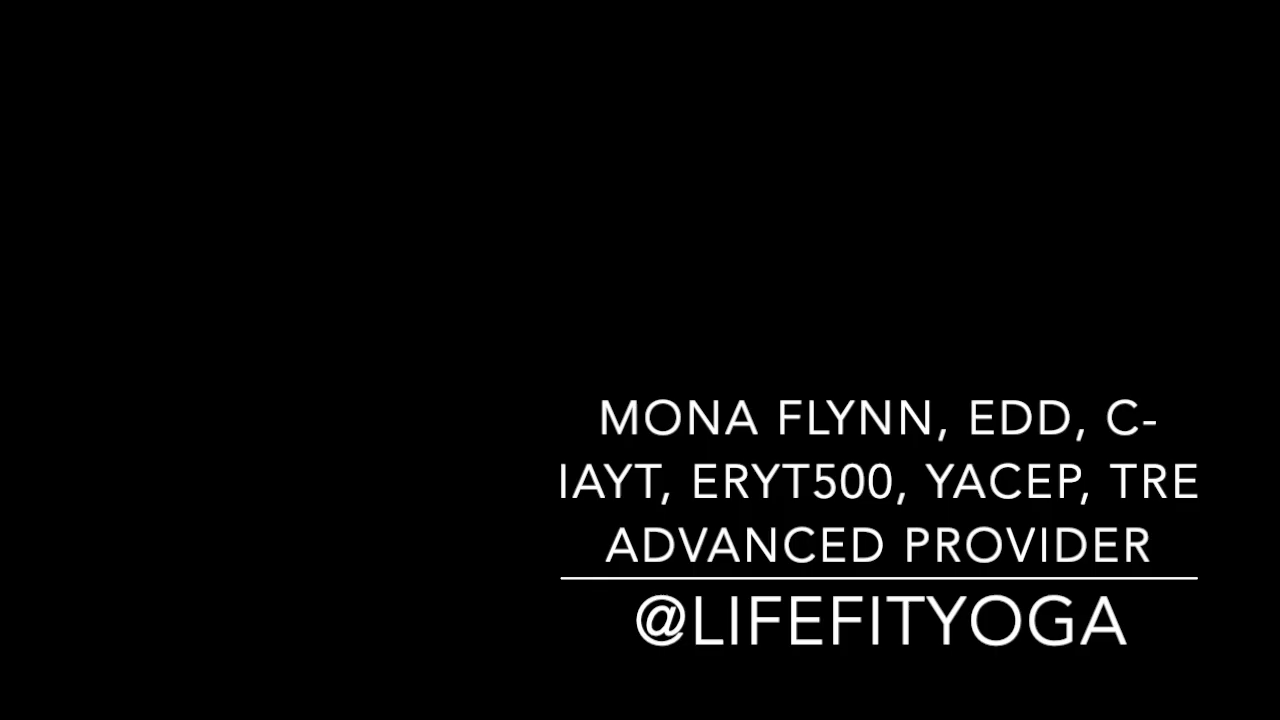 MONA FLYNN, EDD, C-
IAYT, ERYT500, YACEP, TRE
ADVANCED PROVIDER
@LIFEFITYOGA